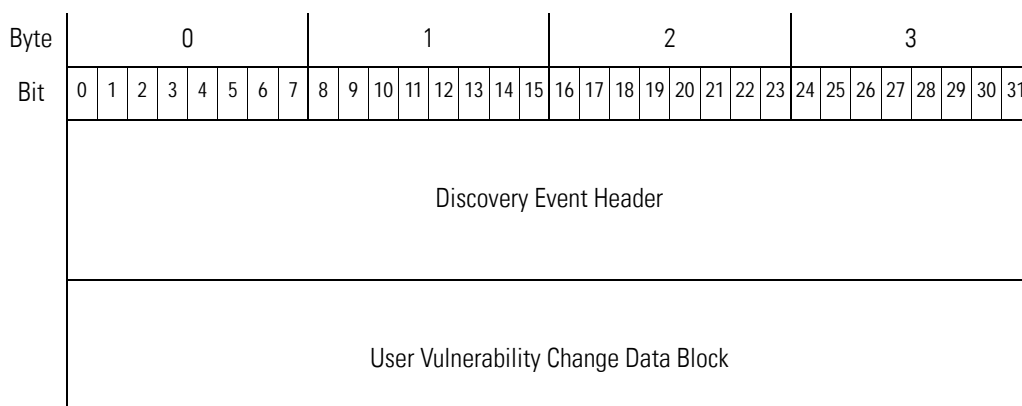 Byte 0 1 2 3
Bit 0 1 2 3 4 5 6 7 8 9 10 11 12 13 14 15 16 17 18 19 20 21 22 23 24 25 26 27 28 29 30 31
Discovery Event Header
User Vulnerability Change Data Block